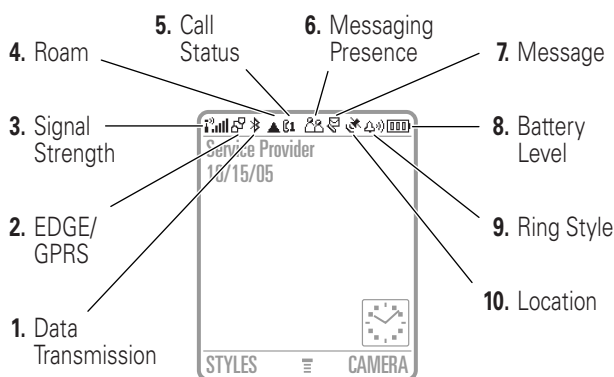 5. Call
Status
6. Messaging
Presence
4. Roam
7. Message
3. Signal
Strength
8. Battery
Level
Service Provider
10/15/05
2. EDGE/
GPRS
9. Ring Style
10. Location
1. Data
Transmission
STYLES
CAMERA